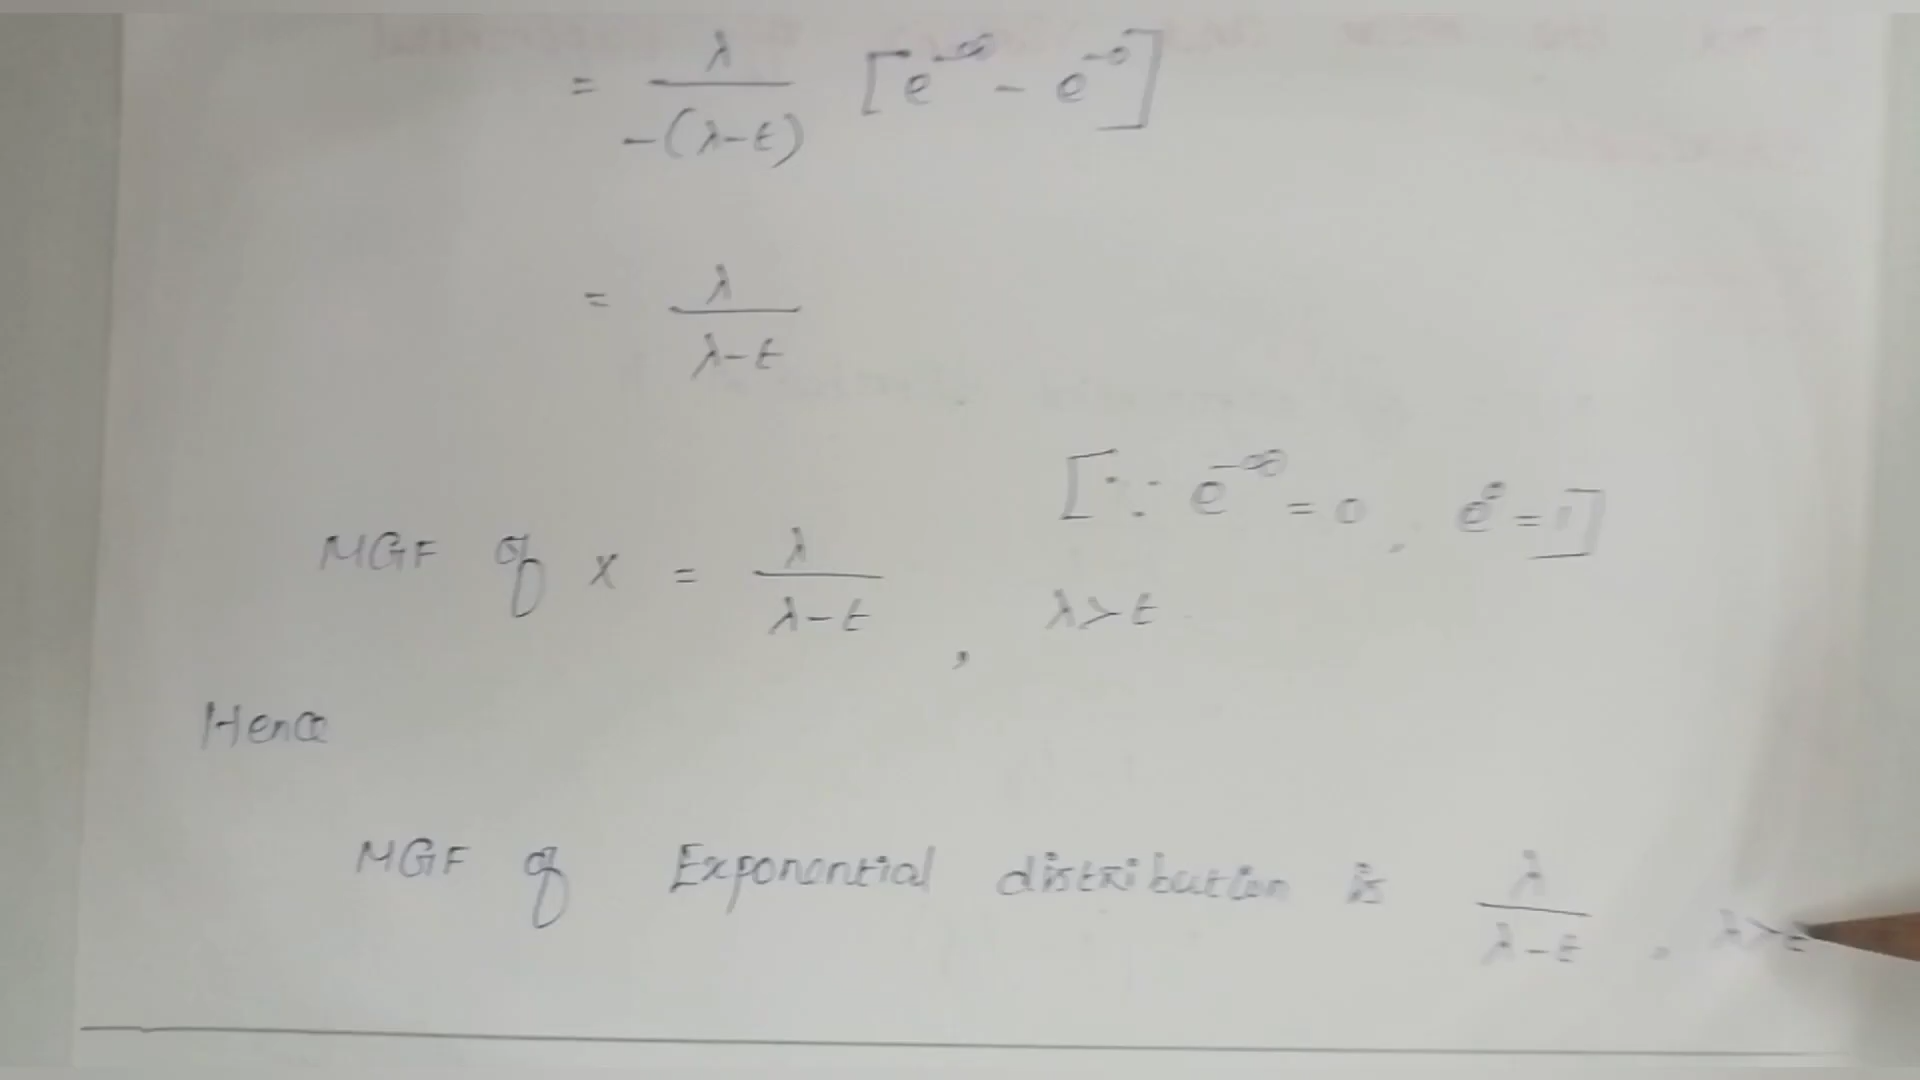 = λ / -(λ-t) [e^-∞ - e^-0]
= λ / λ-t
[∵ e^-∞ = 0, e^0 = 1]
MGF of X = λ / λ-t , λ>t
Hence
MGF of Exponential distribution is λ / λ-t , λ>t